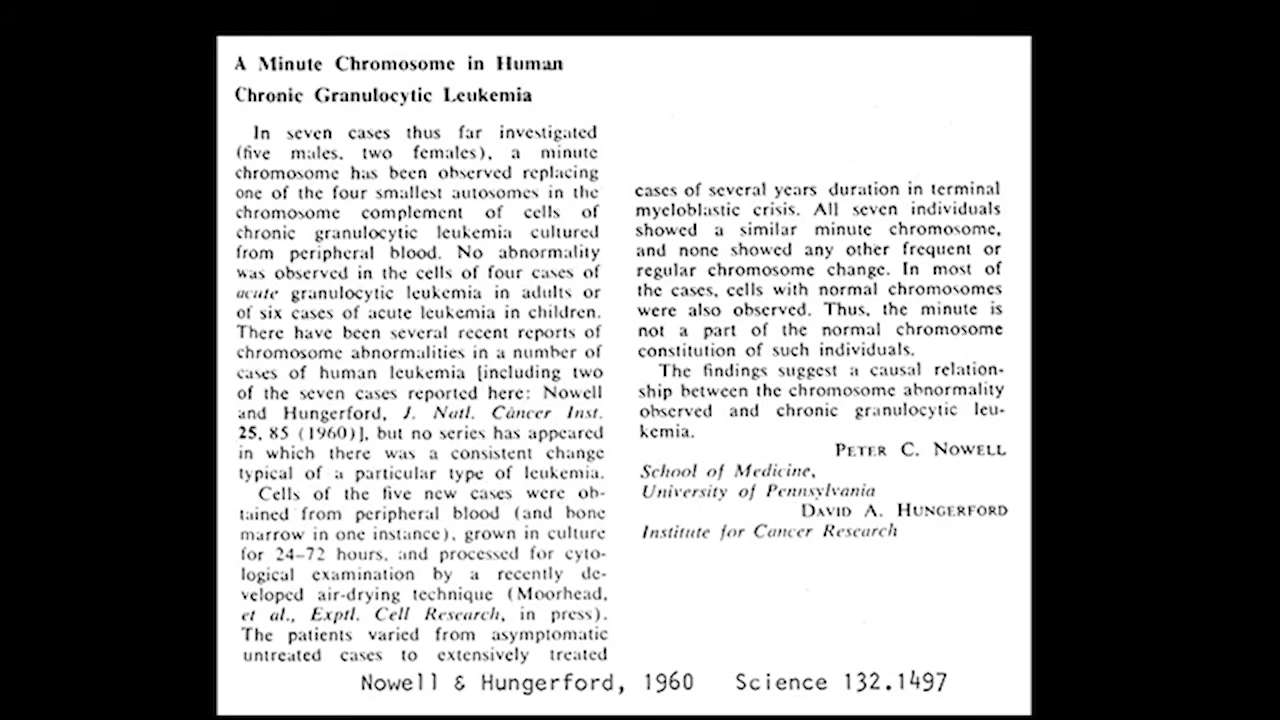 A Minute Chromosome in Human
Chronic Granulocytic Leukemia
In seven cases thus far investigated
(five males, two females), a minute
chromosome has been observed replacing
one of the four smallest autosomes in the
chromosome complement of cells of
chronic granulocytic leukemia cultured
from peripheral blood. No abnormality
was observed in the cells of four cases of
acute granulocytic leukemia in adults or
of six cases of acute leukemia in children.
There have been several recent reports of
chromosome abnormalities in a number of
cases of human leukemia [including two
of the seven cases reported here: Nowell
and Hungerford, J. Natl. Cancer Inst.
25, 85 (1960)], but no series has appeared
in which there was a consistent change
typical of a particular type of leukemia.
Cells of the five new cases were ob-
tained from peripheral blood (and bone
marrow in one instance), grown in culture
for 24–72 hours, and processed for cyto-
logical examination by a recently de-
veloped air-drying technique (Moorhead,
et al., Exptl. Cell Research, in press).
The patients varied from asymptomatic
untreated cases to extensively treated
cases of several years duration in terminal
myeloblastic crisis. All seven individuals
showed a similar minute chromosome,
and none showed any other frequent or
regular chromosome change. In most of
the cases, cells with normal chromosomes
were also observed. Thus, the minute is
not a part of the normal chromosome
constitution of such individuals.
The findings suggest a causal relation-
ship between the chromosome abnormality
observed and chronic granulocytic leu-
kemia.
PETER C. NOWELL
School of Medicine,
University of Pennsylvania
DAVID A. HUNGERFORD
Institute for Cancer Research
Nowell & Hungerford, 1960 Science 132.1497